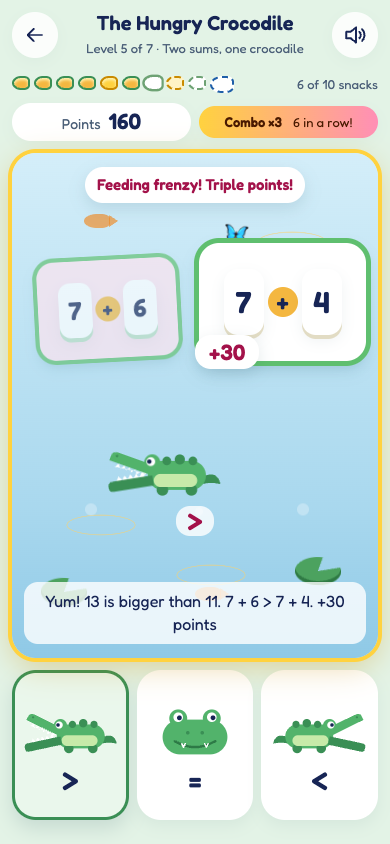 The Hungry Crocodile
Level 5 of 7 · Two sums, one crocodile
6 of 10 snacks
Points 160
Combo ×3 6 in a row!
Feeding frenzy! Triple points!
7 + 6
7 + 4
+30
>
Yum! 13 is bigger than 11. 7 + 6 > 7 + 4. +30
points
> = <